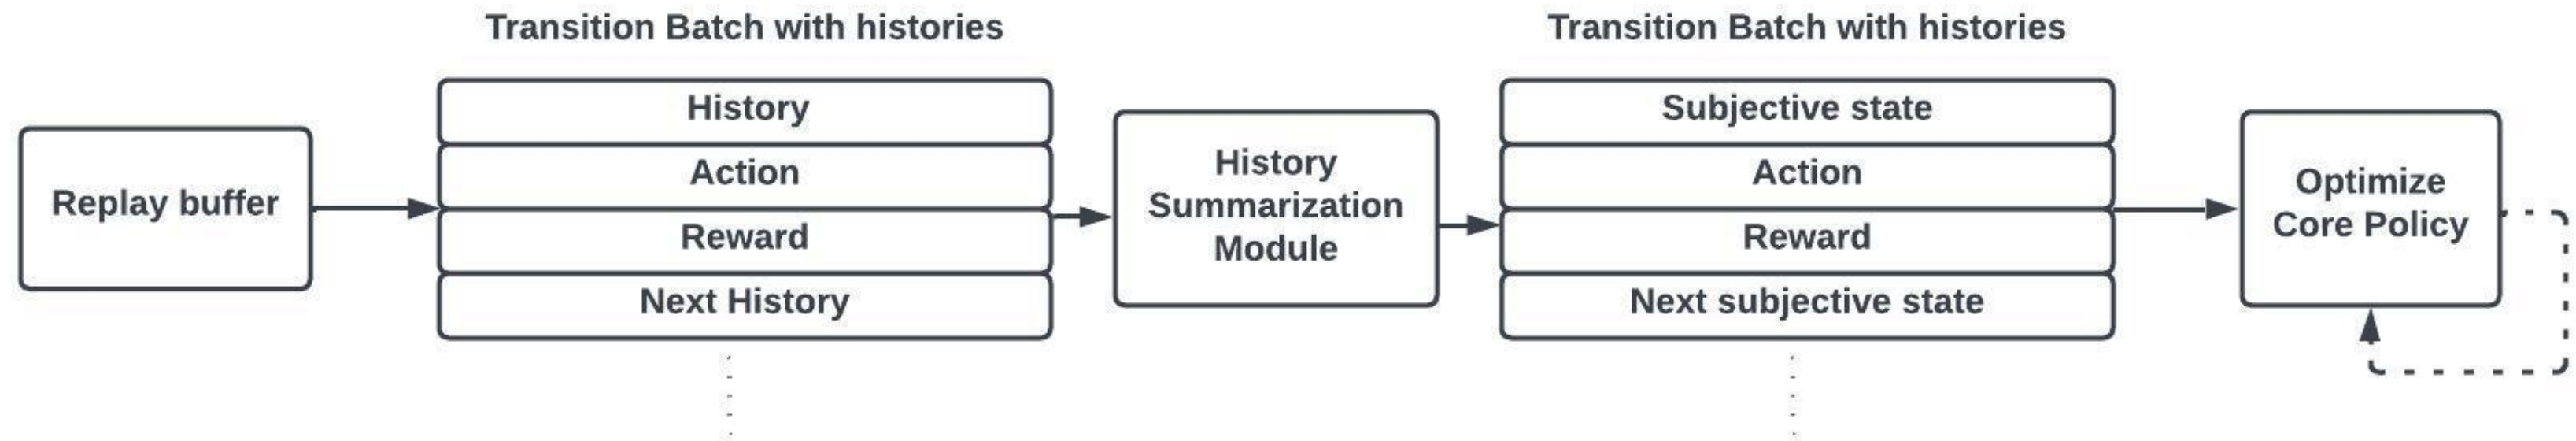 Transition Batch with histories
Transition Batch with histories
Replay buffer
History
Action
Reward
Next History
History
Summarization
Module
Subjective state
Action
Reward
Next subjective state
Optimize
Core Policy